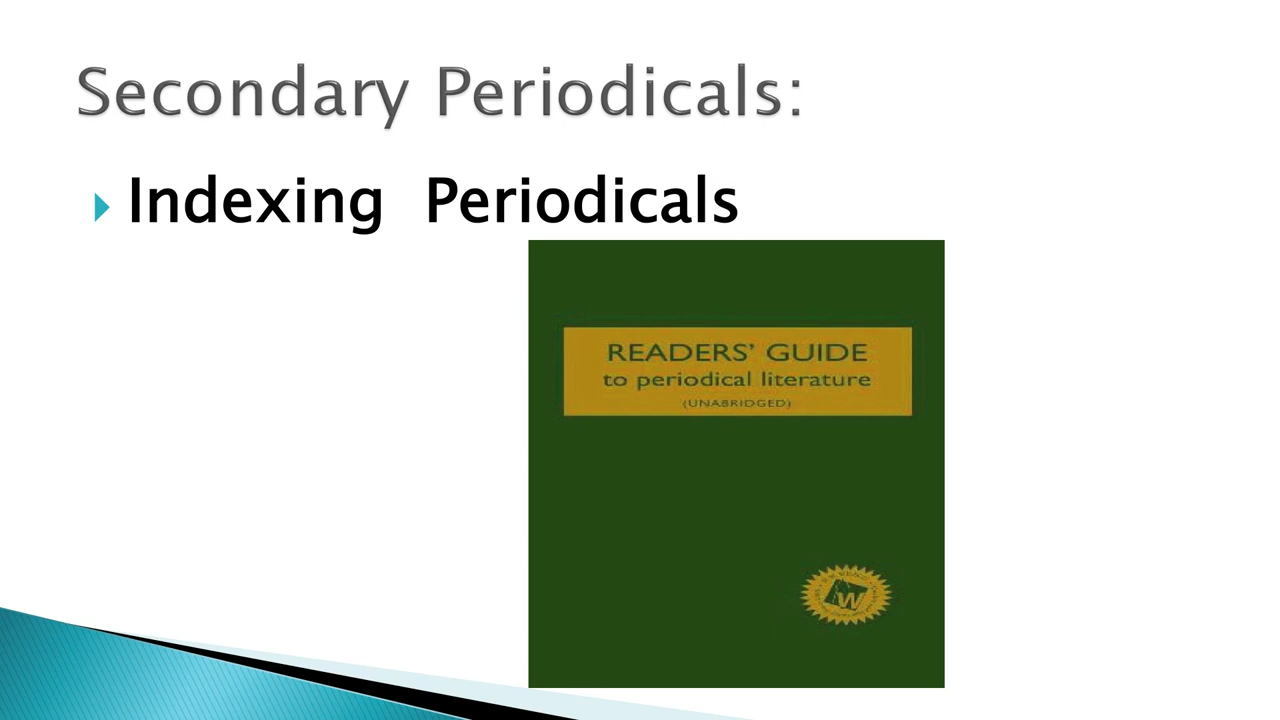 Secondary Periodicals:
Indexing Periodicals
READERS’ GUIDE
to periodical literature
(UNABRIDGED)
W